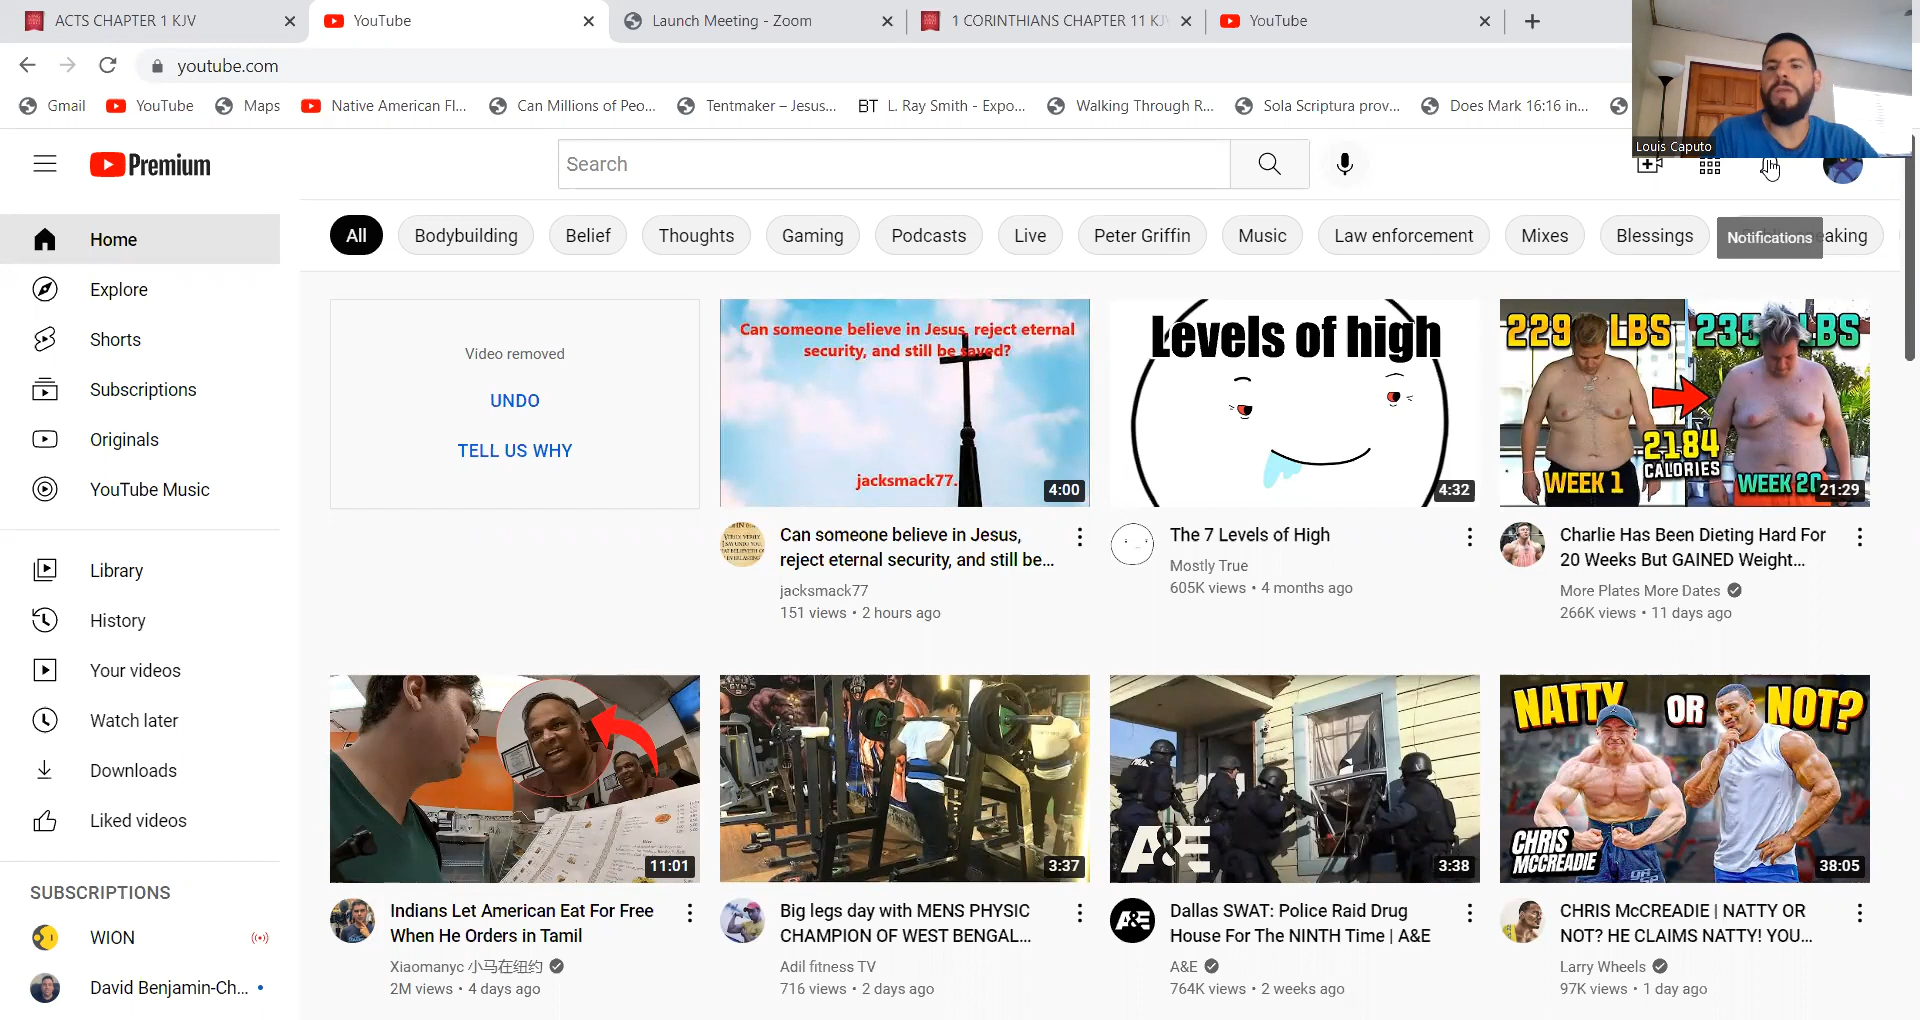 ACTS CHAPTER 1 KJV
YouTube
Launch Meeting - Zoom
1 CORINTHIANS CHAPTER 11 KJV
YouTube
youtube.com
Gmail
YouTube
Maps
Native American Fl...
Can Millions of Peo...
Tentmaker – Jesus...
BT L. Ray Smith - Expo...
Walking Through R...
Sola Scriptura prov...
Does Mark 16:16 in...
Louis Caputo
Premium
Search
Home
Explore
Shorts
Subscriptions
Originals
YouTube Music
Library
History
Your videos
Watch later
Downloads
Liked videos
SUBSCRIPTIONS
WION
David Benjamin-Ch...
All
Bodybuilding
Belief
Thoughts
Gaming
Podcasts
Live
Peter Griffin
Music
Law enforcement
Mixes
Blessings
Notifications
aking
Video removed
UNDO
TELL US WHY
Can someone believe in Jesus, reject eternal
security, and still be saved?
jacksmack77.
4:00
Can someone believe in Jesus,
reject eternal security, and still be...
jacksmack77
151 views • 2 hours ago
Levels of high
4:32
The 7 Levels of High
Mostly True
605K views • 4 months ago
229 LBS
235 LBS
2184
CALORIES
WEEK 1
WEEK 20
21:29
Charlie Has Been Dieting Hard For
20 Weeks But GAINED Weight...
More Plates More Dates
266K views • 11 days ago
11:01
Indians Let American Eat For Free
When He Orders in Tamil
Xiaomanyc 小马在纽约
2M views • 4 days ago
3:37
Big legs day with MENS PHYSIC
CHAMPION OF WEST BENGAL...
Adil fitness TV
716 views • 2 days ago
A&E
3:38
A&E
Dallas SWAT: Police Raid Drug
House For The NINTH Time | A&E
A&E
764K views • 2 weeks ago
NATTY OR NOT?
CHRIS
MCCREADIE
38:05
CHRIS McCREADIE | NATTY OR
NOT? HE CLAIMS NATTY! YOU...
Larry Wheels
97K views • 1 day ago